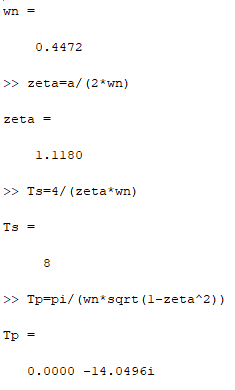 wn =
0.4472
>> zeta=a/(2*wn)
zeta =
1.1180
>> Ts=4/(zeta*wn)
Ts =
8
>> Tp=pi/(wn*sqrt(1-zeta^2))
Tp =
0.0000 -14.0496i